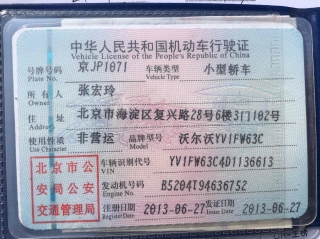 中华人民共和国机动车行驶证
Vehicle License of the People's Republic of China
号牌号码 京JP1071 车辆类型 小型轿车
Plate No. Vehicle Type
所有人 张宏玲
Owner
住址 北京市海淀区复兴路28号6楼3门102号
Address
使用性质 非营运 品牌型号 沃尔沃YV1FW63C
Use Character Model
北京市公安局公安交通管理局
车辆识别代号 YV1FW63C4D1136613
VIN
发动机号码 B5204T94636752
Engine No.
注册日期 2013-06-27 发证日期 2013-06-27
Register Date Issue Date